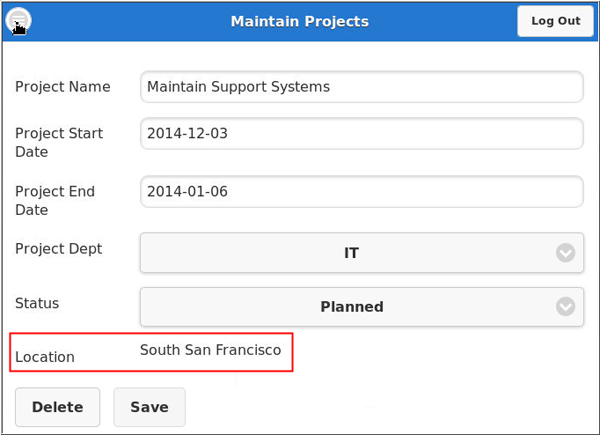 Maintain Projects
Log Out
Project Name
Maintain Support Systems
Project Start
Date
2014-12-03
Project End
Date
2014-01-06
Project Dept
IT
Status
Planned
Location
South San Francisco
Delete
Save